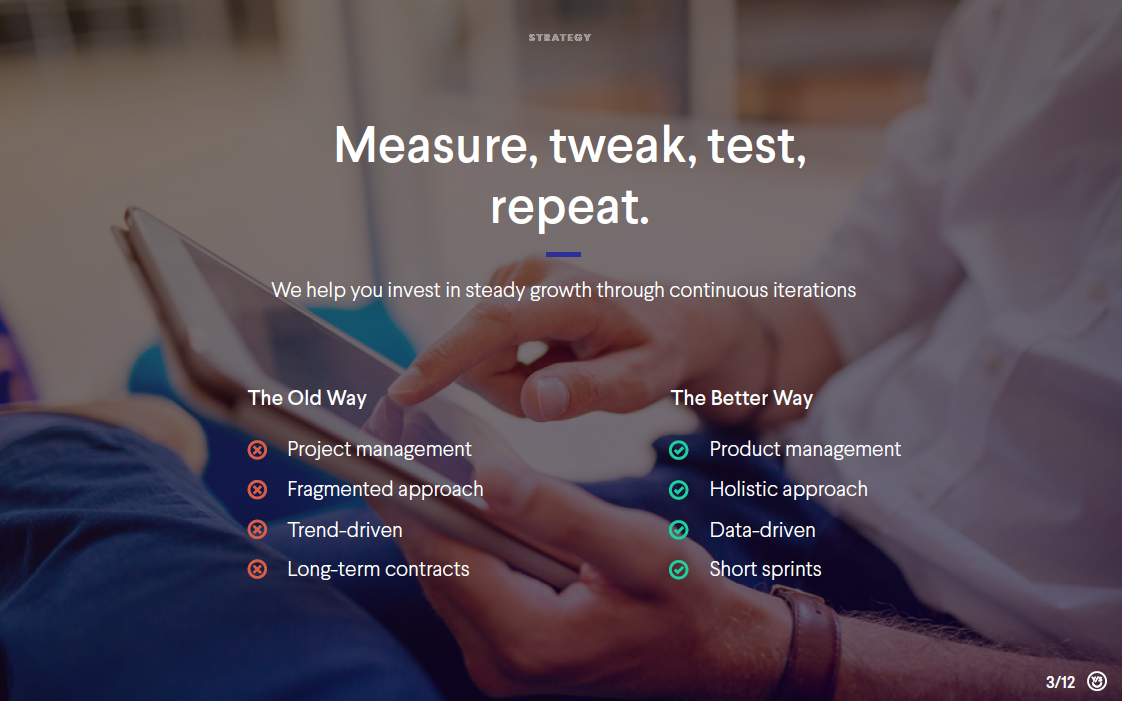 STRATEGY
Measure, tweak, test,
repeat.
We help you invest in steady growth through continuous iterations
The Old Way
Project management
Fragmented approach
Trend-driven
Long-term contracts
The Better Way
Product management
Holistic approach
Data-driven
Short sprints
3/12